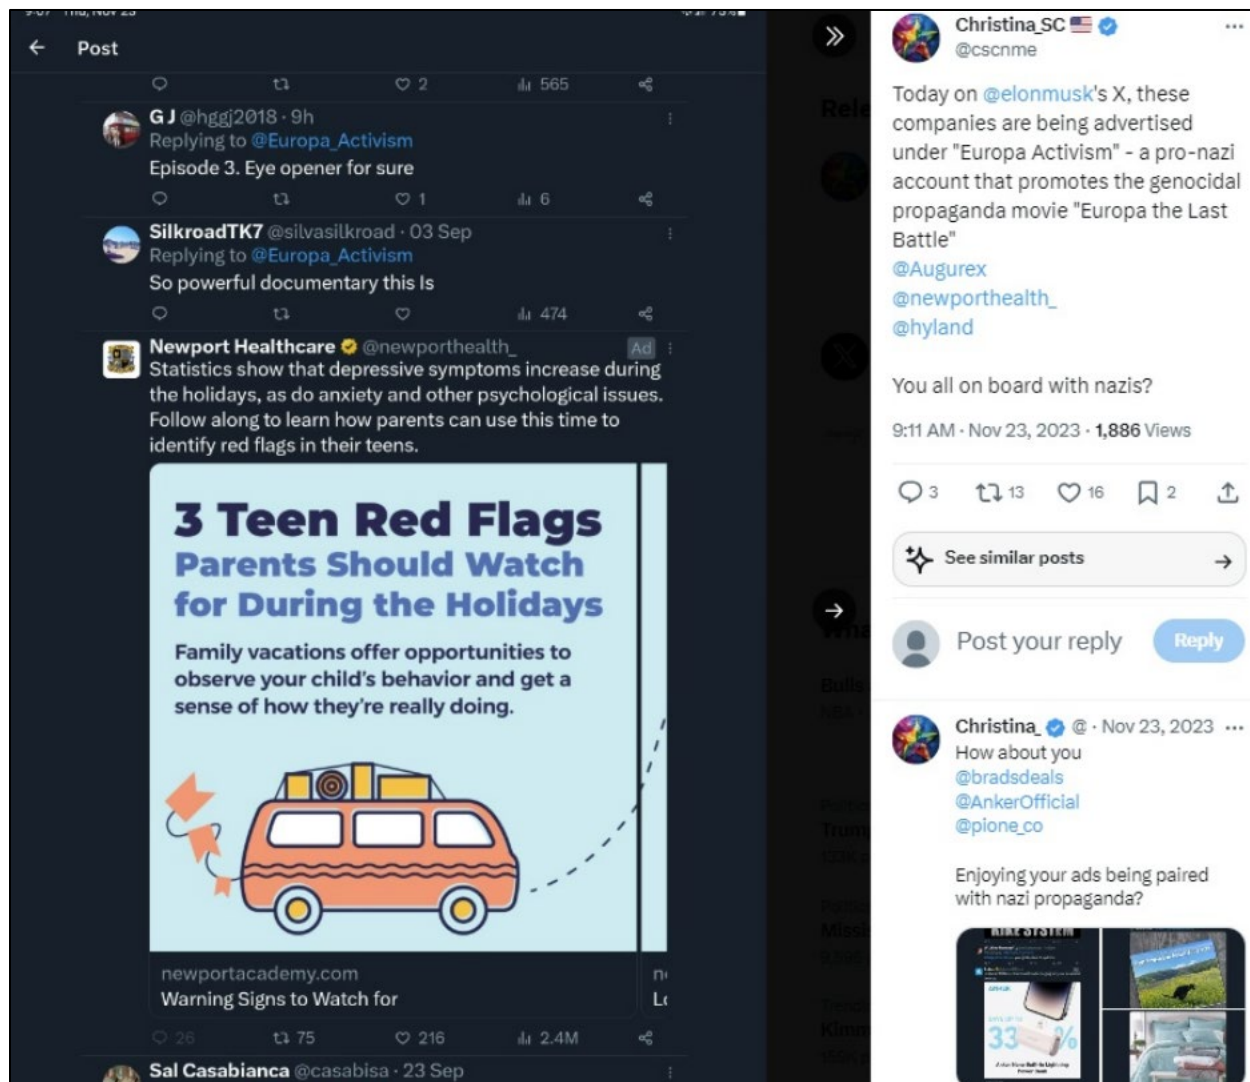 Post
2
565
G J @hggj2018 · 9h
Replying to @Europa_Activism
Episode 3. Eye opener for sure
1
6
SilkroadTK7 @silvasilkroad · 03 Sep
Replying to @Europa_Activism
So powerful documentary this Is
474
Newport Healthcare @newporthealth_
Ad
Statistics show that depressive symptoms increase during
the holidays, as do anxiety and other psychological issues.
Follow along to learn how parents can use this time to
identify red flags in their teens.
3 Teen Red Flags
Parents Should Watch
for During the Holidays
Family vacations offer opportunities to
observe your child's behavior and get a
sense of how they're really doing.
newportacademy.com
Warning Signs to Watch for
26
75
216
2.4M
Sal Casabianca @casabisa · 23 Sep
Christina_SC
@cscnme
Today on @elonmusk's X, these
companies are being advertised
under "Europa Activism" - a pro-nazi
account that promotes the genocidal
propaganda movie "Europa the Last
Battle"
@Augurex
@newporthealth_
@hyland
You all on board with nazis?
9:11 AM · Nov 23, 2023 · 1,886 Views
3
13
16
2
See similar posts
Post your reply
Reply
Christina_ @ · Nov 23, 2023
How about you
@bradsdeals
@AnkerOfficial
@pione_co
Enjoying your ads being paired
with nazi propaganda?
33 %